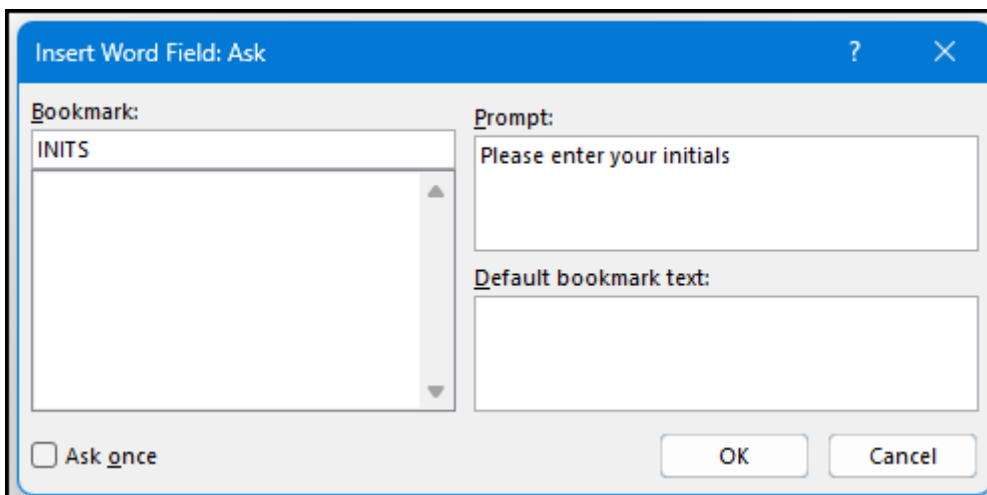 Insert Word Field: Ask ?
Bookmark:
INITS
Prompt:
Please enter your initials
Default bookmark text:
Ask once
OK
Cancel